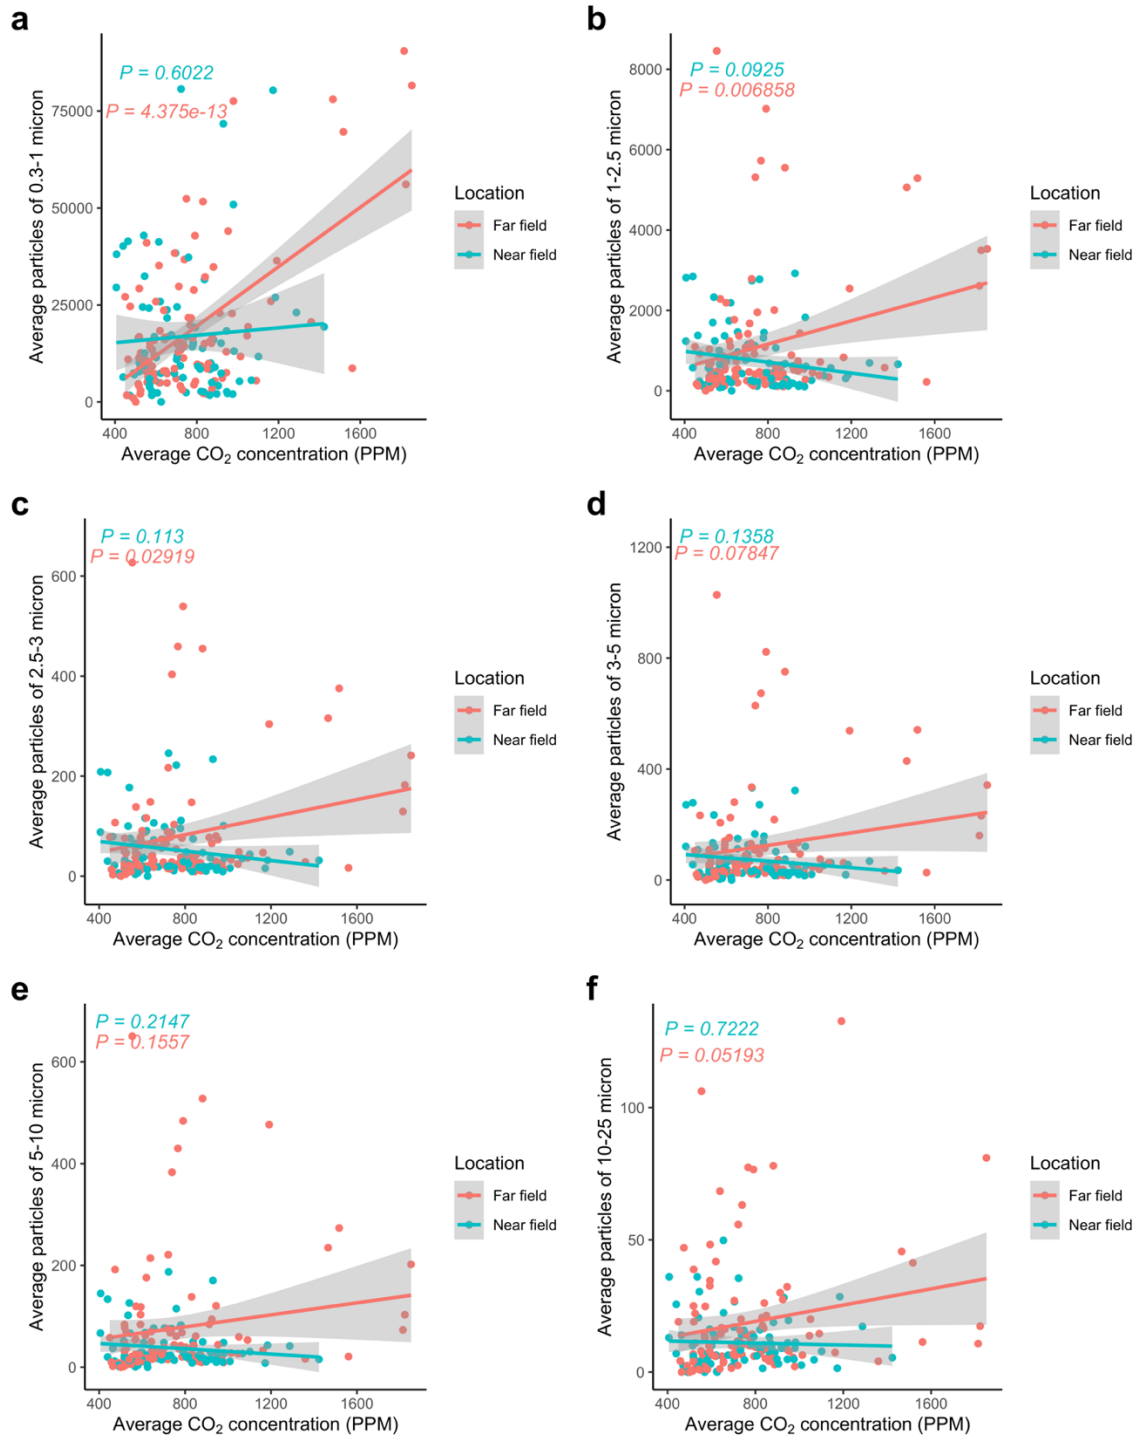 a
P = 0.6022
P = 4.375e-13
Average particles of 0.3-1 micron
75000
50000
25000
0
400
800
1200
1600
Average CO₂ concentration (PPM)
Location
Far field
Near field
b
P = 0.0925
P = 0.006858
Average particles of 1-2.5 micron
8000
6000
4000
2000
0
400
800
1200
1600
Average CO₂ concentration (PPM)
Location
Far field
Near field
c
P = 0.113
P = 0.02919
Average particles of 2.5-3 micron
600
400
200
0
400
800
1200
1600
Average CO₂ concentration (PPM)
Location
Far field
Near field
d
P = 0.1358
P = 0.07847
Average particles of 3-5 micron
1200
800
400
0
400
800
1200
1600
Average CO₂ concentration (PPM)
Location
Far field
Near field
e
P = 0.2147
P = 0.1557
Average particles of 5-10 micron
600
400
200
0
400
800
1200
1600
Average CO₂ concentration (PPM)
Location
Far field
Near field
f
P = 0.7222
P = 0.05193
Average particles of 10-25 micron
100
50
0
400
800
1200
1600
Average CO₂ concentration (PPM)
Location
Far field
Near field